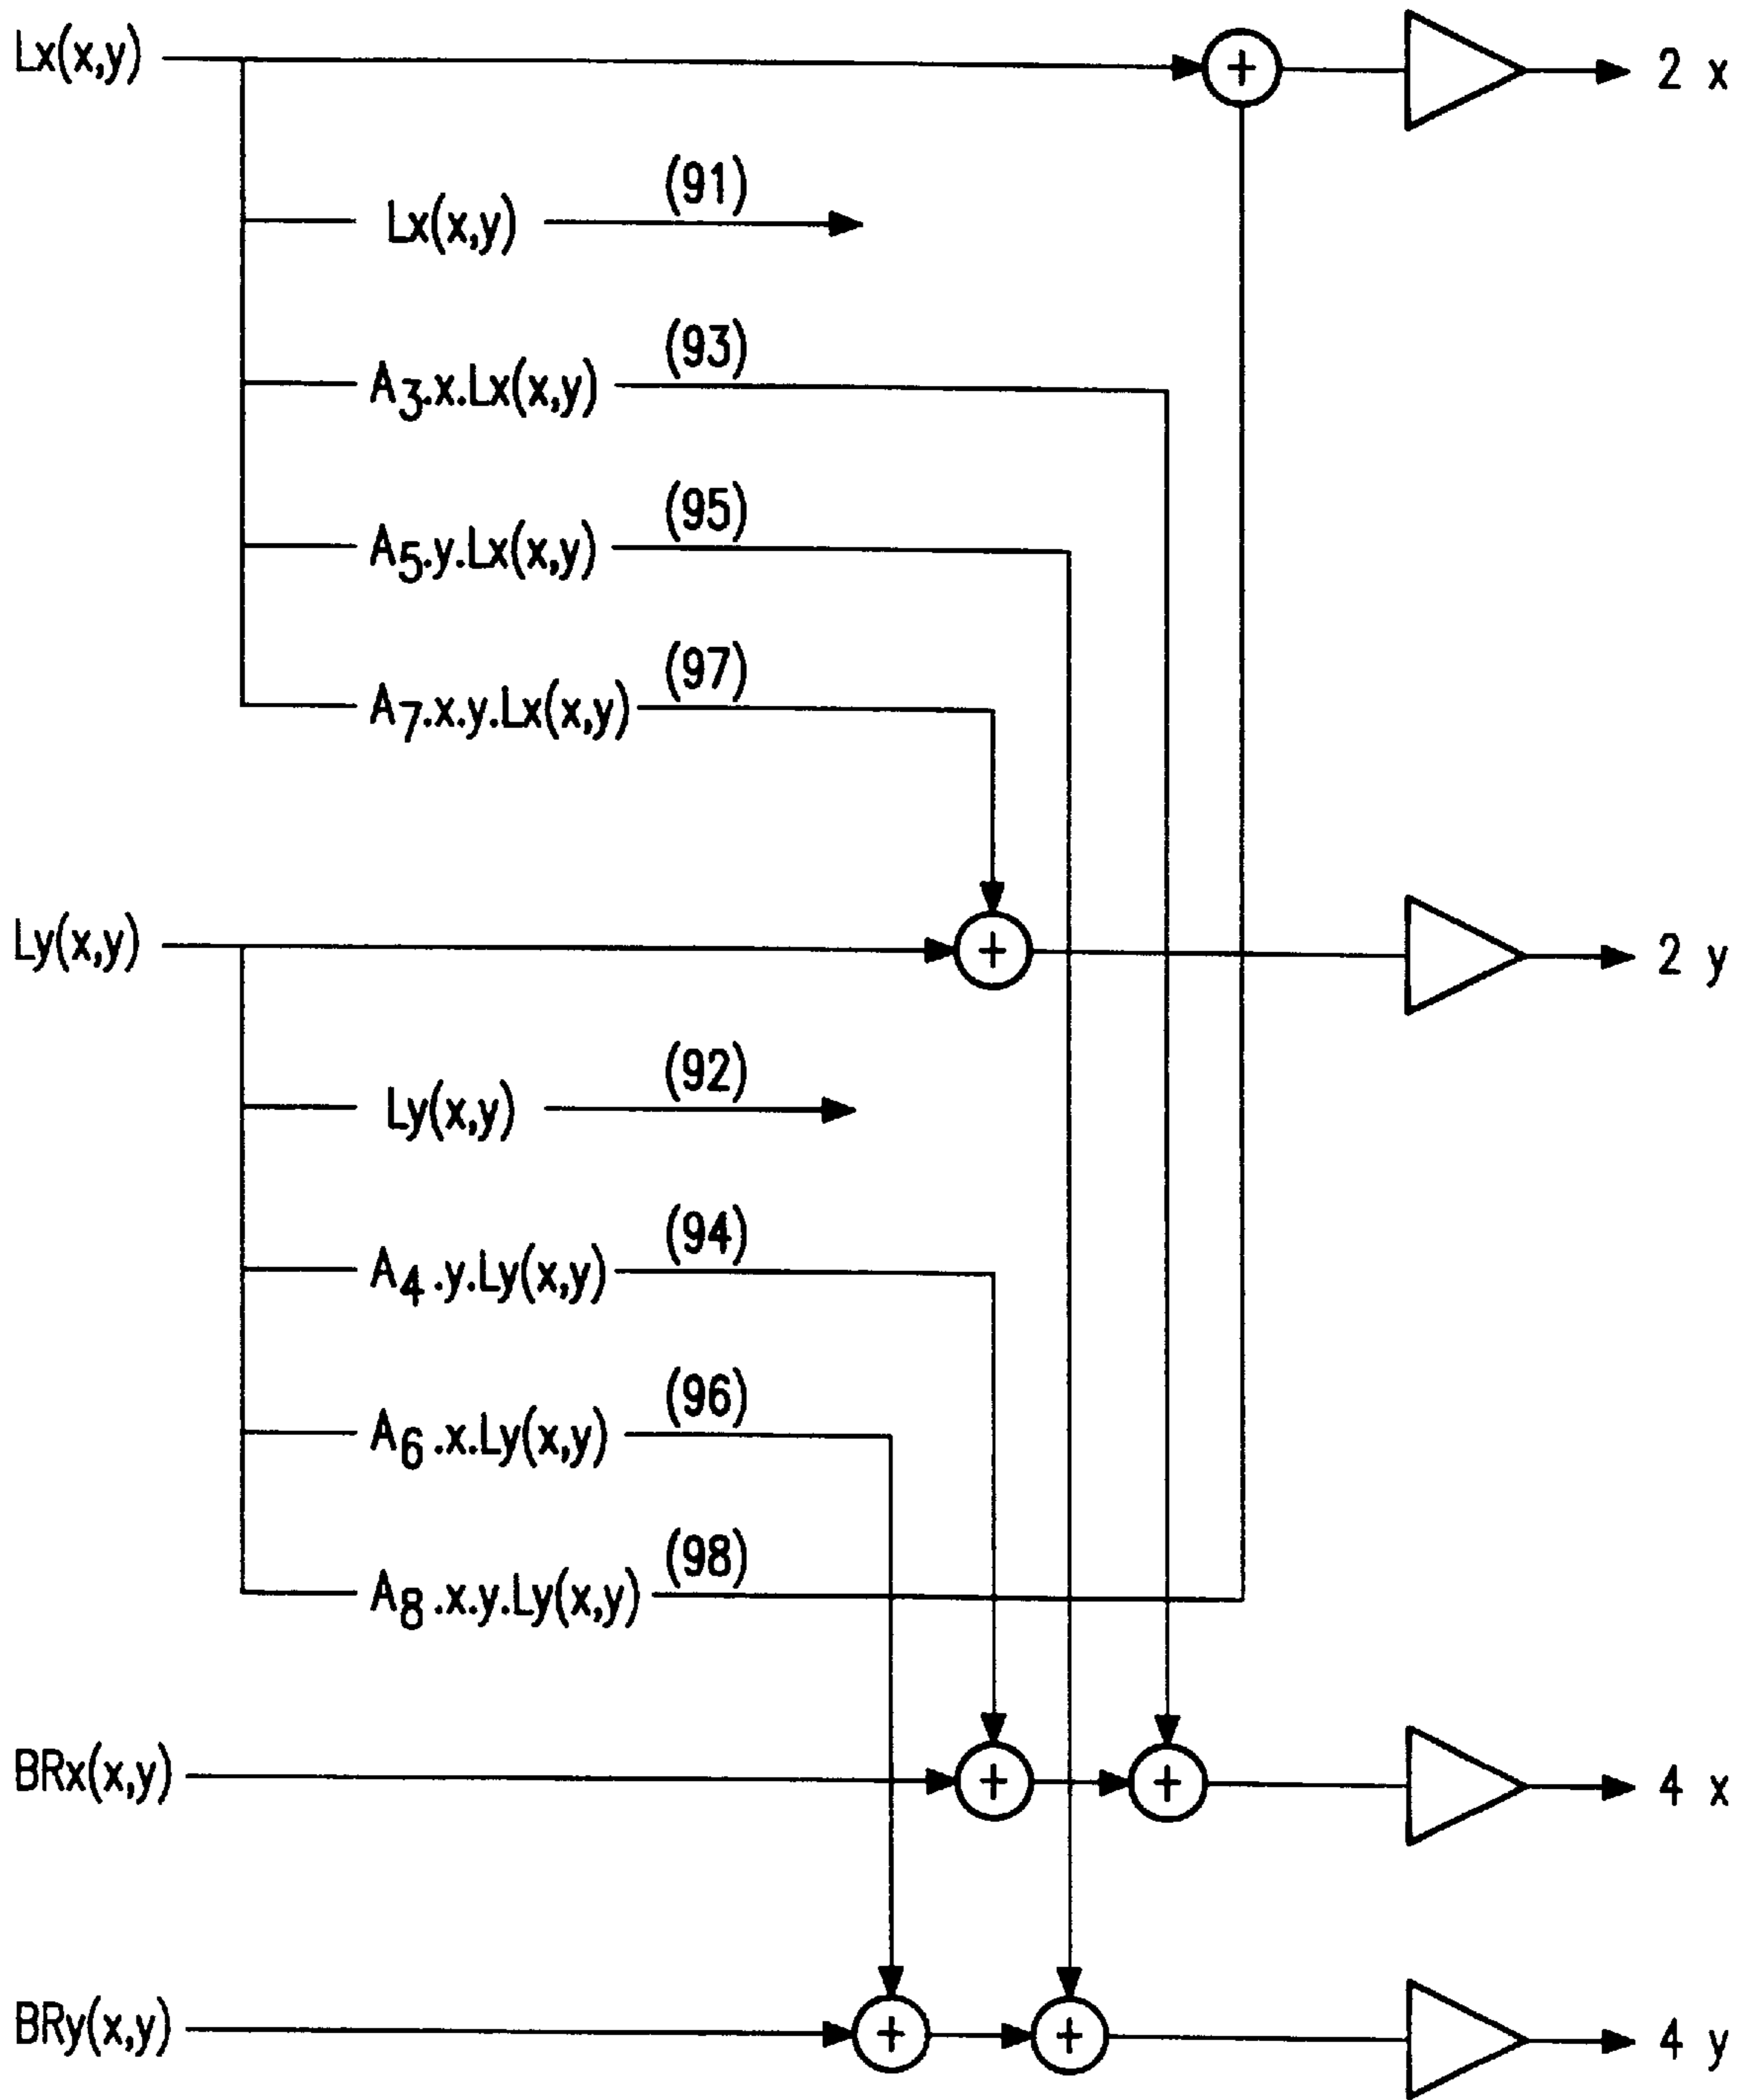 Lx(x,y) + 2 x
(91)
Lx(x,y)
(93)
A3.x.Lx(x,y)
(95)
A5.y.Lx(x,y)
(97)
A7.x.y.Lx(x,y)
Ly(x,y) + 2 y
(92)
Ly(x,y)
(94)
A4.y.Ly(x,y)
(96)
A6.x.Ly(x,y)
(98)
A8.x.y.Ly(x,y)
BRx(x,y) + + 4 x
BRy(x,y) + + 4 y